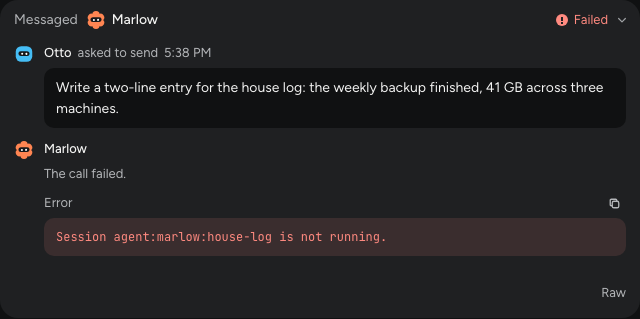 Messaged Marlow Failed
Otto asked to send 5:38 PM
Write a two-line entry for the house log: the weekly backup finished, 41 GB across three
machines.
Marlow
The call failed.
Error
Session agent:marlow:house-log is not running.
Raw